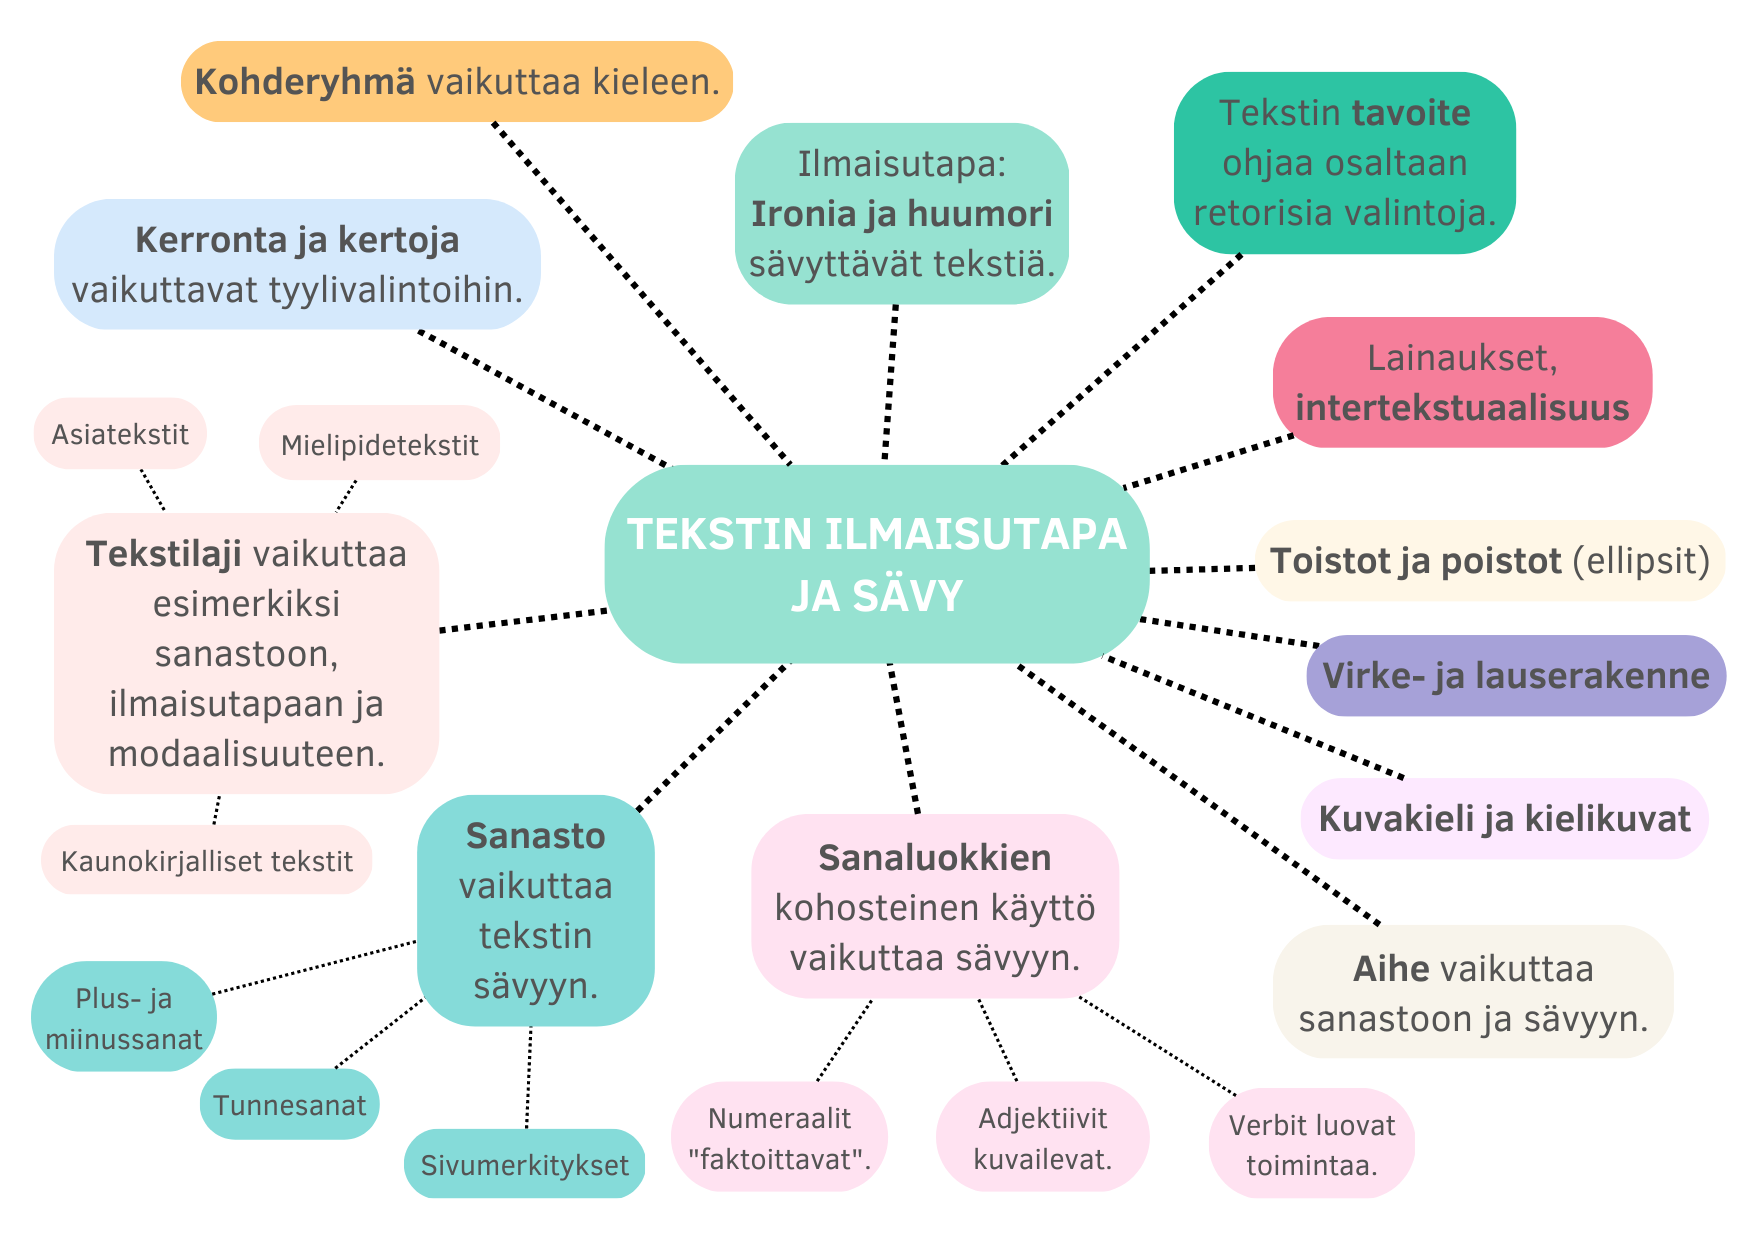 Kohderyhmä vaikuttaa kieleen.
Ilmaisutapa:
Ironia ja huumori
sävyttävät tekstiä.
Tekstin tavoite
ohjaa osaltaan
retorisia valintoja.
Kerronta ja kertoja
vaikuttavat tyylivalintoihin.
Lainaukset,
intertekstuaalisuus
Asiatekstit
Mielipidetekstit
TEKSTIN ILMAISUTAPA
JA SÄVY
Tekstilaji vaikuttaa
esimerkiksi
sanastoon,
ilmaisutapaan ja
modaalisuuteen.
Kaunokirjalliset tekstit
Toistot ja poistot (ellipsit)
Virke- ja lauserakenne
Kuvakieli ja kielikuvat
Sanasto
vaikuttaa
tekstin
sävyyn.
Sanaluokkien
kohosteinen käyttö
vaikuttaa sävyyn.
Aihe vaikuttaa
sanastoon ja sävyyn.
Plus- ja
miinussanat
Tunnesanat
Sivumerkitykset
Numeraalit
"faktoittavat".
Adjektiivit
kuvailevat.
Verbit luovat
toimintaa.